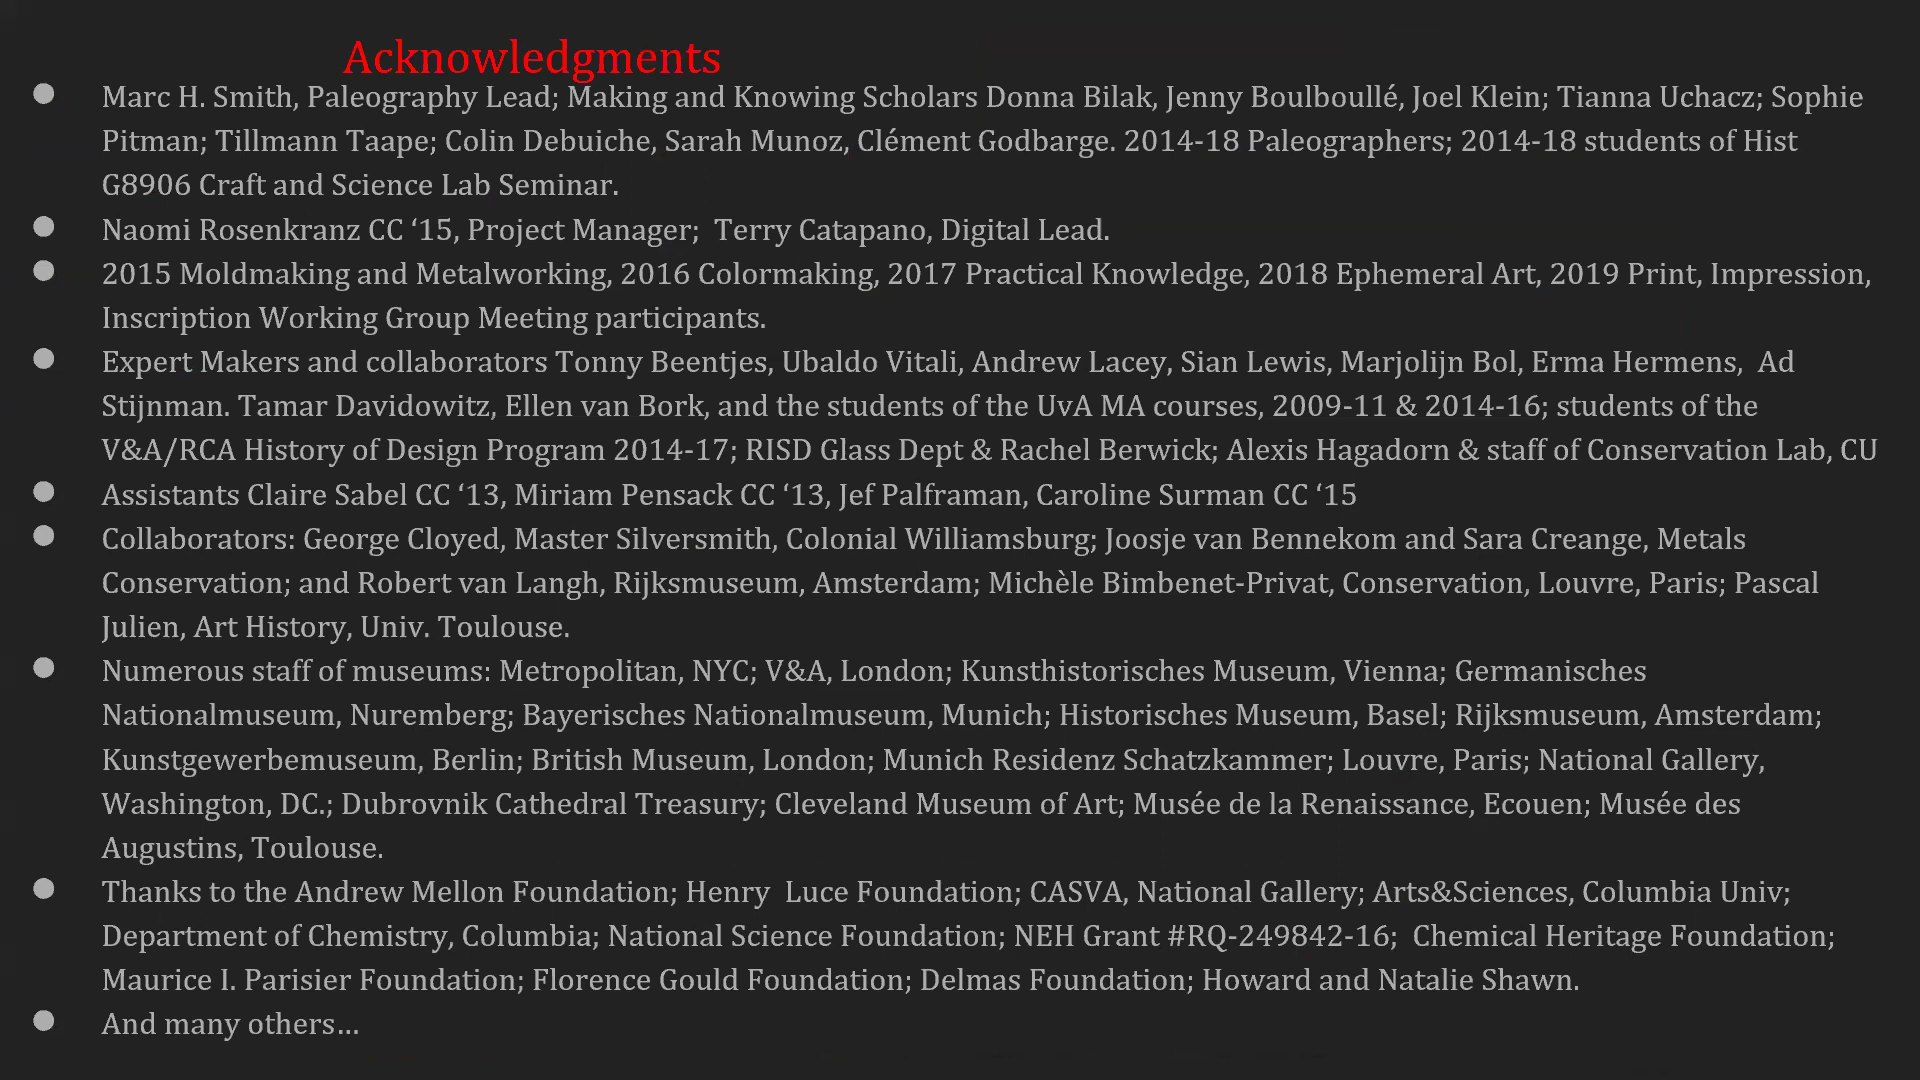 Acknowledgments
● Marc H. Smith, Paleography Lead; Making and Knowing Scholars Donna Bilak, Jenny Boulboullé, Joel Klein; Tianna Uchacz; Sophie
Pitman; Tillmann Taape; Colin Debuiche, Sarah Munoz, Clément Godbarge. 2014-18 Paleographers; 2014-18 students of Hist
G8906 Craft and Science Lab Seminar.
● Naomi Rosenkranz CC ‘15, Project Manager;  Terry Catapano, Digital Lead.
● 2015 Moldmaking and Metalworking, 2016 Colormaking, 2017 Practical Knowledge, 2018 Ephemeral Art, 2019 Print, Impression,
Inscription Working Group Meeting participants.
● Expert Makers and collaborators Tonny Beentjes, Ubaldo Vitali, Andrew Lacey, Sian Lewis, Marjolijn Bol, Erma Hermens,  Ad
Stijnman. Tamar Davidowitz, Ellen van Bork, and the students of the UvA MA courses, 2009-11 & 2014-16; students of the
V&A/RCA History of Design Program 2014-17; RISD Glass Dept & Rachel Berwick; Alexis Hagadorn & staff of Conservation Lab, CU
● Assistants Claire Sabel CC ‘13, Miriam Pensack CC ‘13, Jef Palframan, Caroline Surman CC ‘15
● Collaborators: George Cloyed, Master Silversmith, Colonial Williamsburg; Joosje van Bennekom and Sara Creange, Metals
Conservation; and Robert van Langh, Rijksmuseum, Amsterdam; Michèle Bimbenet-Privat, Conservation, Louvre, Paris; Pascal
Julien, Art History, Univ. Toulouse.
● Numerous staff of museums: Metropolitan, NYC; V&A, London; Kunsthistorisches Museum, Vienna; Germanisches
Nationalmuseum, Nuremberg; Bayerisches Nationalmuseum, Munich; Historisches Museum, Basel; Rijksmuseum, Amsterdam;
Kunstgewerbemuseum, Berlin; British Museum, London; Munich Residenz Schatzkammer; Louvre, Paris; National Gallery,
Washington, DC.; Dubrovnik Cathedral Treasury; Cleveland Museum of Art; Musée de la Renaissance, Ecouen; Musée des
Augustins, Toulouse.
● Thanks to the Andrew Mellon Foundation; Henry  Luce Foundation; CASVA, National Gallery; Arts&Sciences, Columbia Univ;
Department of Chemistry, Columbia; National Science Foundation; NEH Grant #RQ-249842-16;  Chemical Heritage Foundation;
Maurice I. Parisier Foundation; Florence Gould Foundation; Delmas Foundation; Howard and Natalie Shawn.
● And many others…